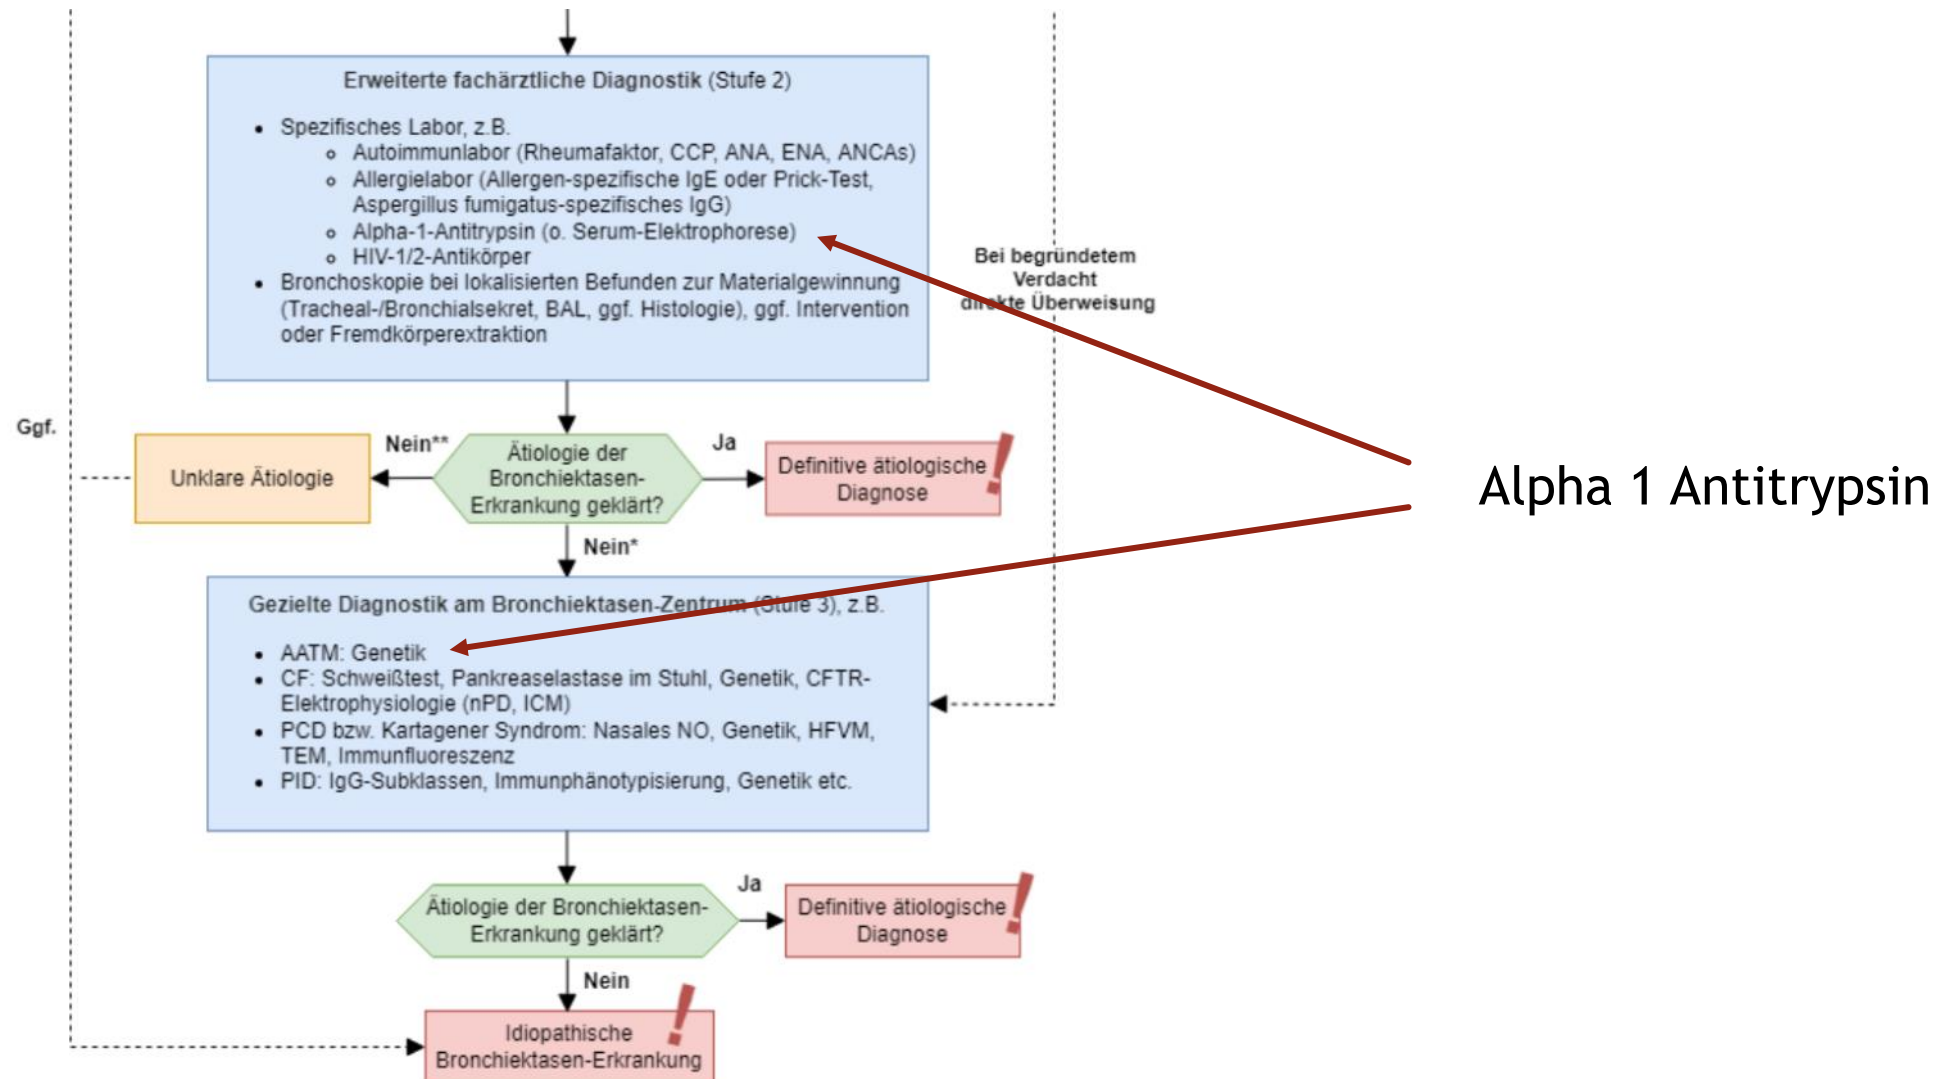 Erweiterte fachärztliche Diagnostik (Stufe 2)
• Spezifisches Labor, z.B.
o Autoimmunlabor (Rheumafaktor, CCP, ANA, ENA, ANCAs)
o Allergielabor (Allergen-spezifische IgE oder Prick-Test,
Aspergillus fumigatus-spezifisches IgG)
o Alpha-1-Antitrypsin (o. Serum-Elektrophorese)
o HIV-1/2-Antikörper
• Bronchoskopie bei lokalisierten Befunden zur Materialgewinnung
(Tracheal-/Bronchialsekret, BAL, ggf. Histologie), ggf. Intervention
oder Fremdkörperextraktion
Bei begründetem
Verdacht
direkte Überweisung
Ggf.
Unklare Ätiologie
Nein**
Ätiologie der
Bronchiektasen-
Erkrankung geklärt?
Ja
Definitive ätiologische
Diagnose
Alpha 1 Antitrypsin
Nein*
Gezielte Diagnostik am Bronchiektasen-Zentrum (Stufe 3), z.B.
• AATM: Genetik
• CF: Schweißtest, Pankreaselastase im Stuhl, Genetik, CFTR-
Elektrophysiologie (nPD, ICM)
• PCD bzw. Kartagener Syndrom: Nasales NO, Genetik, HFVM,
TEM, Immunfluoreszenz
• PID: IgG-Subklassen, Immunphänotypisierung, Genetik etc.
Ätiologie der Bronchiektasen-
Erkrankung geklärt?
Ja
Definitive ätiologische
Diagnose
Nein
Idiopathische
Bronchiektasen-Erkrankung